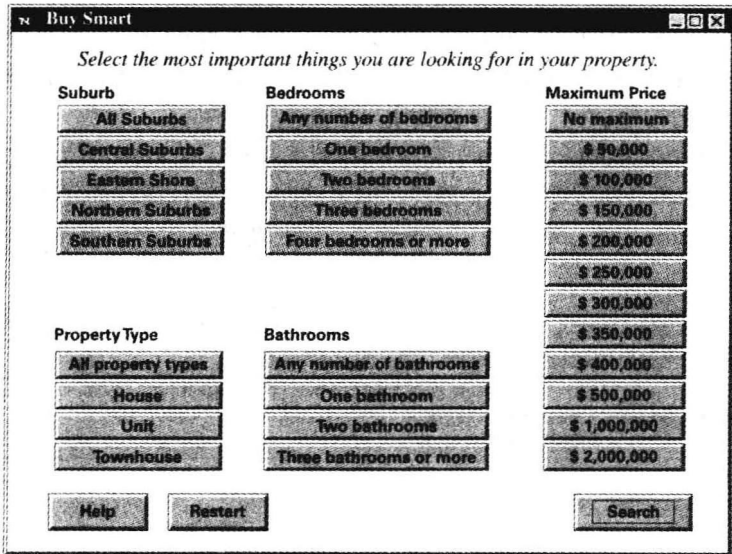 Buy Smart
Select the most important things you are looking for in your property.
Suburb
All Suburbs
Central Suburbs
Eastern Shore
Northern Suburbs
Southern Suburbs
Bedrooms
Any number of bedrooms
One bedroom
Two bedrooms
Three bedrooms
Four bedrooms or more
Maximum Price
No maximum
$ 50,000
$ 100,000
$ 150,000
$ 200,000
$ 250,000
$ 300,000
$ 350,000
$ 400,000
$ 500,000
$ 1,000,000
$ 2,000,000
Property Type
All property types
House
Unit
Townhouse
Bathrooms
Any number of bathrooms
One bathroom
Two bathrooms
Three bathrooms or more
Help
Restart
Search